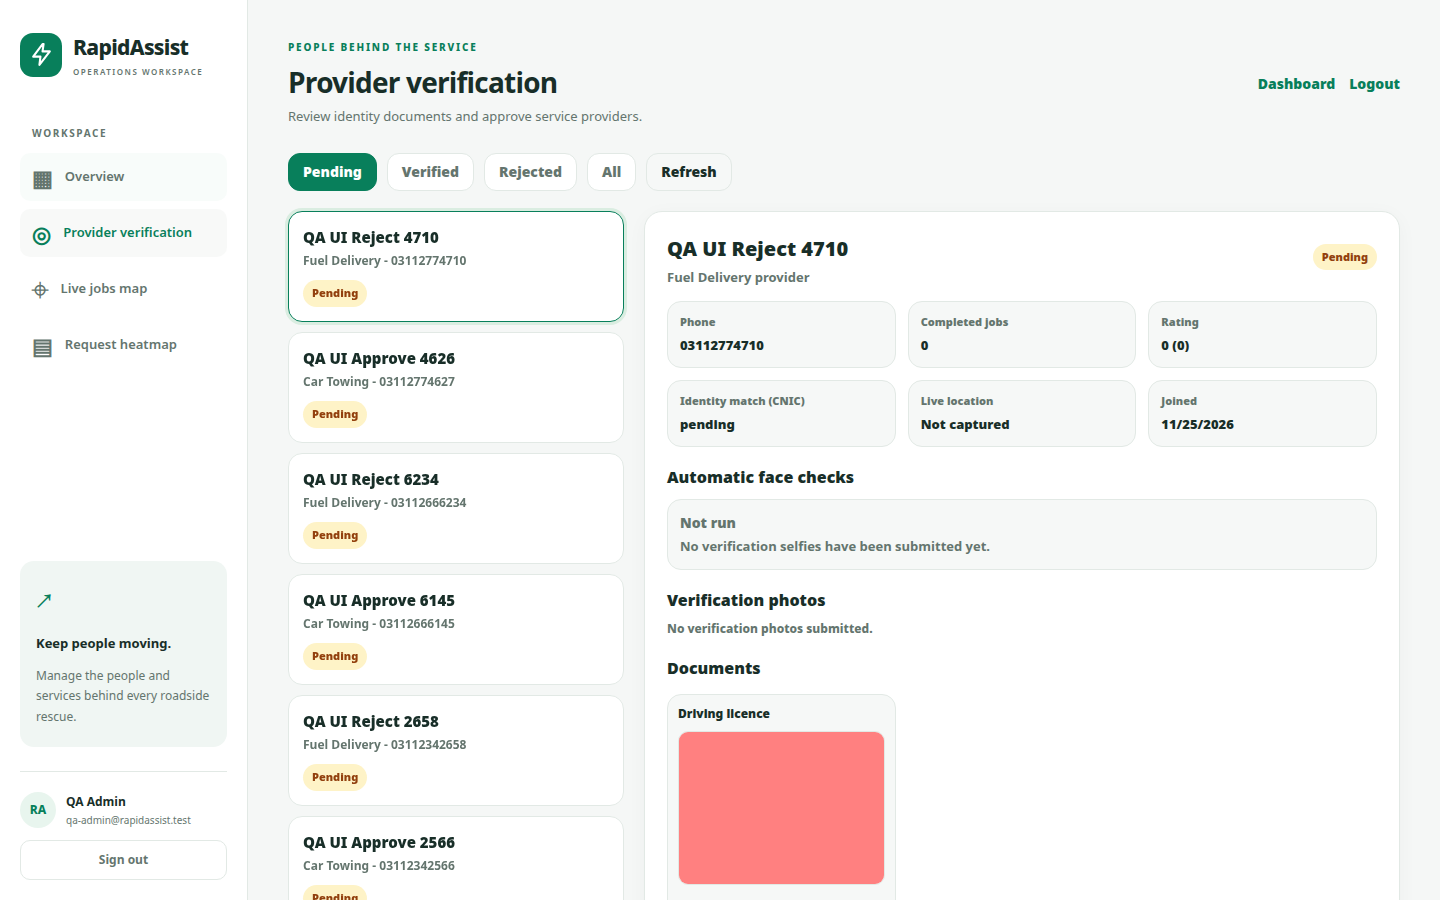 RapidAssist
OPERATIONS WORKSPACE
WORKSPACE
Overview
Provider verification
Live jobs map
Request heatmap
Keep people moving.
Manage the people and
services behind every roadside
rescue.
RA
QA Admin
qa-admin@rapidassist.test
Sign out
PEOPLE BEHIND THE SERVICE
Provider verification
Review identity documents and approve service providers.
Dashboard Logout
Pending Verified Rejected All Refresh
QA UI Reject 4710
Fuel Delivery - 03112774710
Pending
QA UI Approve 4626
Car Towing - 03112774627
Pending
QA UI Reject 6234
Fuel Delivery - 03112666234
Pending
QA UI Approve 6145
Car Towing - 03112666145
Pending
QA UI Reject 2658
Fuel Delivery - 03112342658
Pending
QA UI Approve 2566
Car Towing - 03112342566
Pending
QA UI Reject 4710
Fuel Delivery provider
Pending
Phone
03112774710
Completed jobs
0
Rating
0 (0)
Identity match (CNIC)
pending
Live location
Not captured
Joined
11/25/2026
Automatic face checks
Not run
No verification selfies have been submitted yet.
Verification photos
No verification photos submitted.
Documents
Driving licence